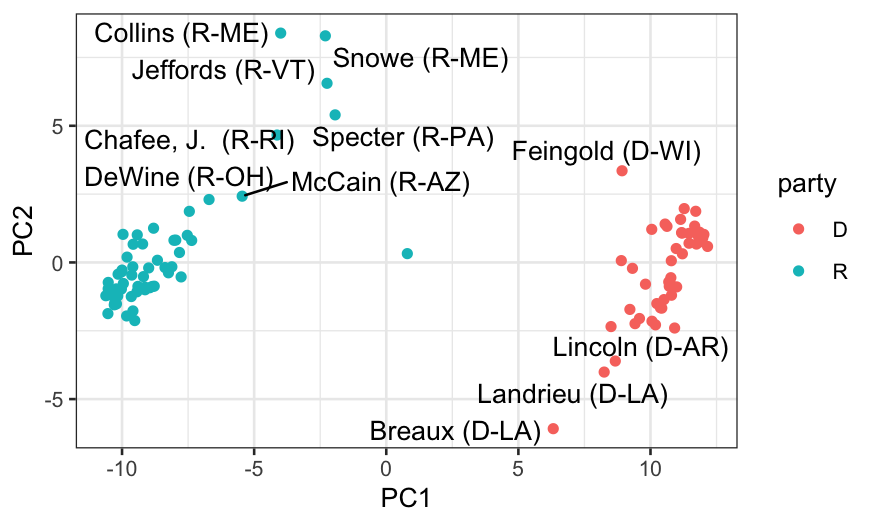 Collins (R-ME)
Snowe (R-ME)
Jeffords (R-VT)
Chafee, J.  (R-RI)
Specter (R-PA)
Feingold (D-WI)
DeWine (R-OH)
McCain (R-AZ)
Lincoln (D-AR)
Landrieu (D-LA)
Breaux (D-LA)
5
0
-5
PC2
-10
-5
0
5
10
PC1
party
D
R